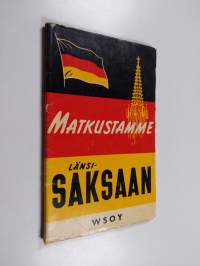 MATKUSTAMME
LÄNSI-
SAKSAAN
WSOY